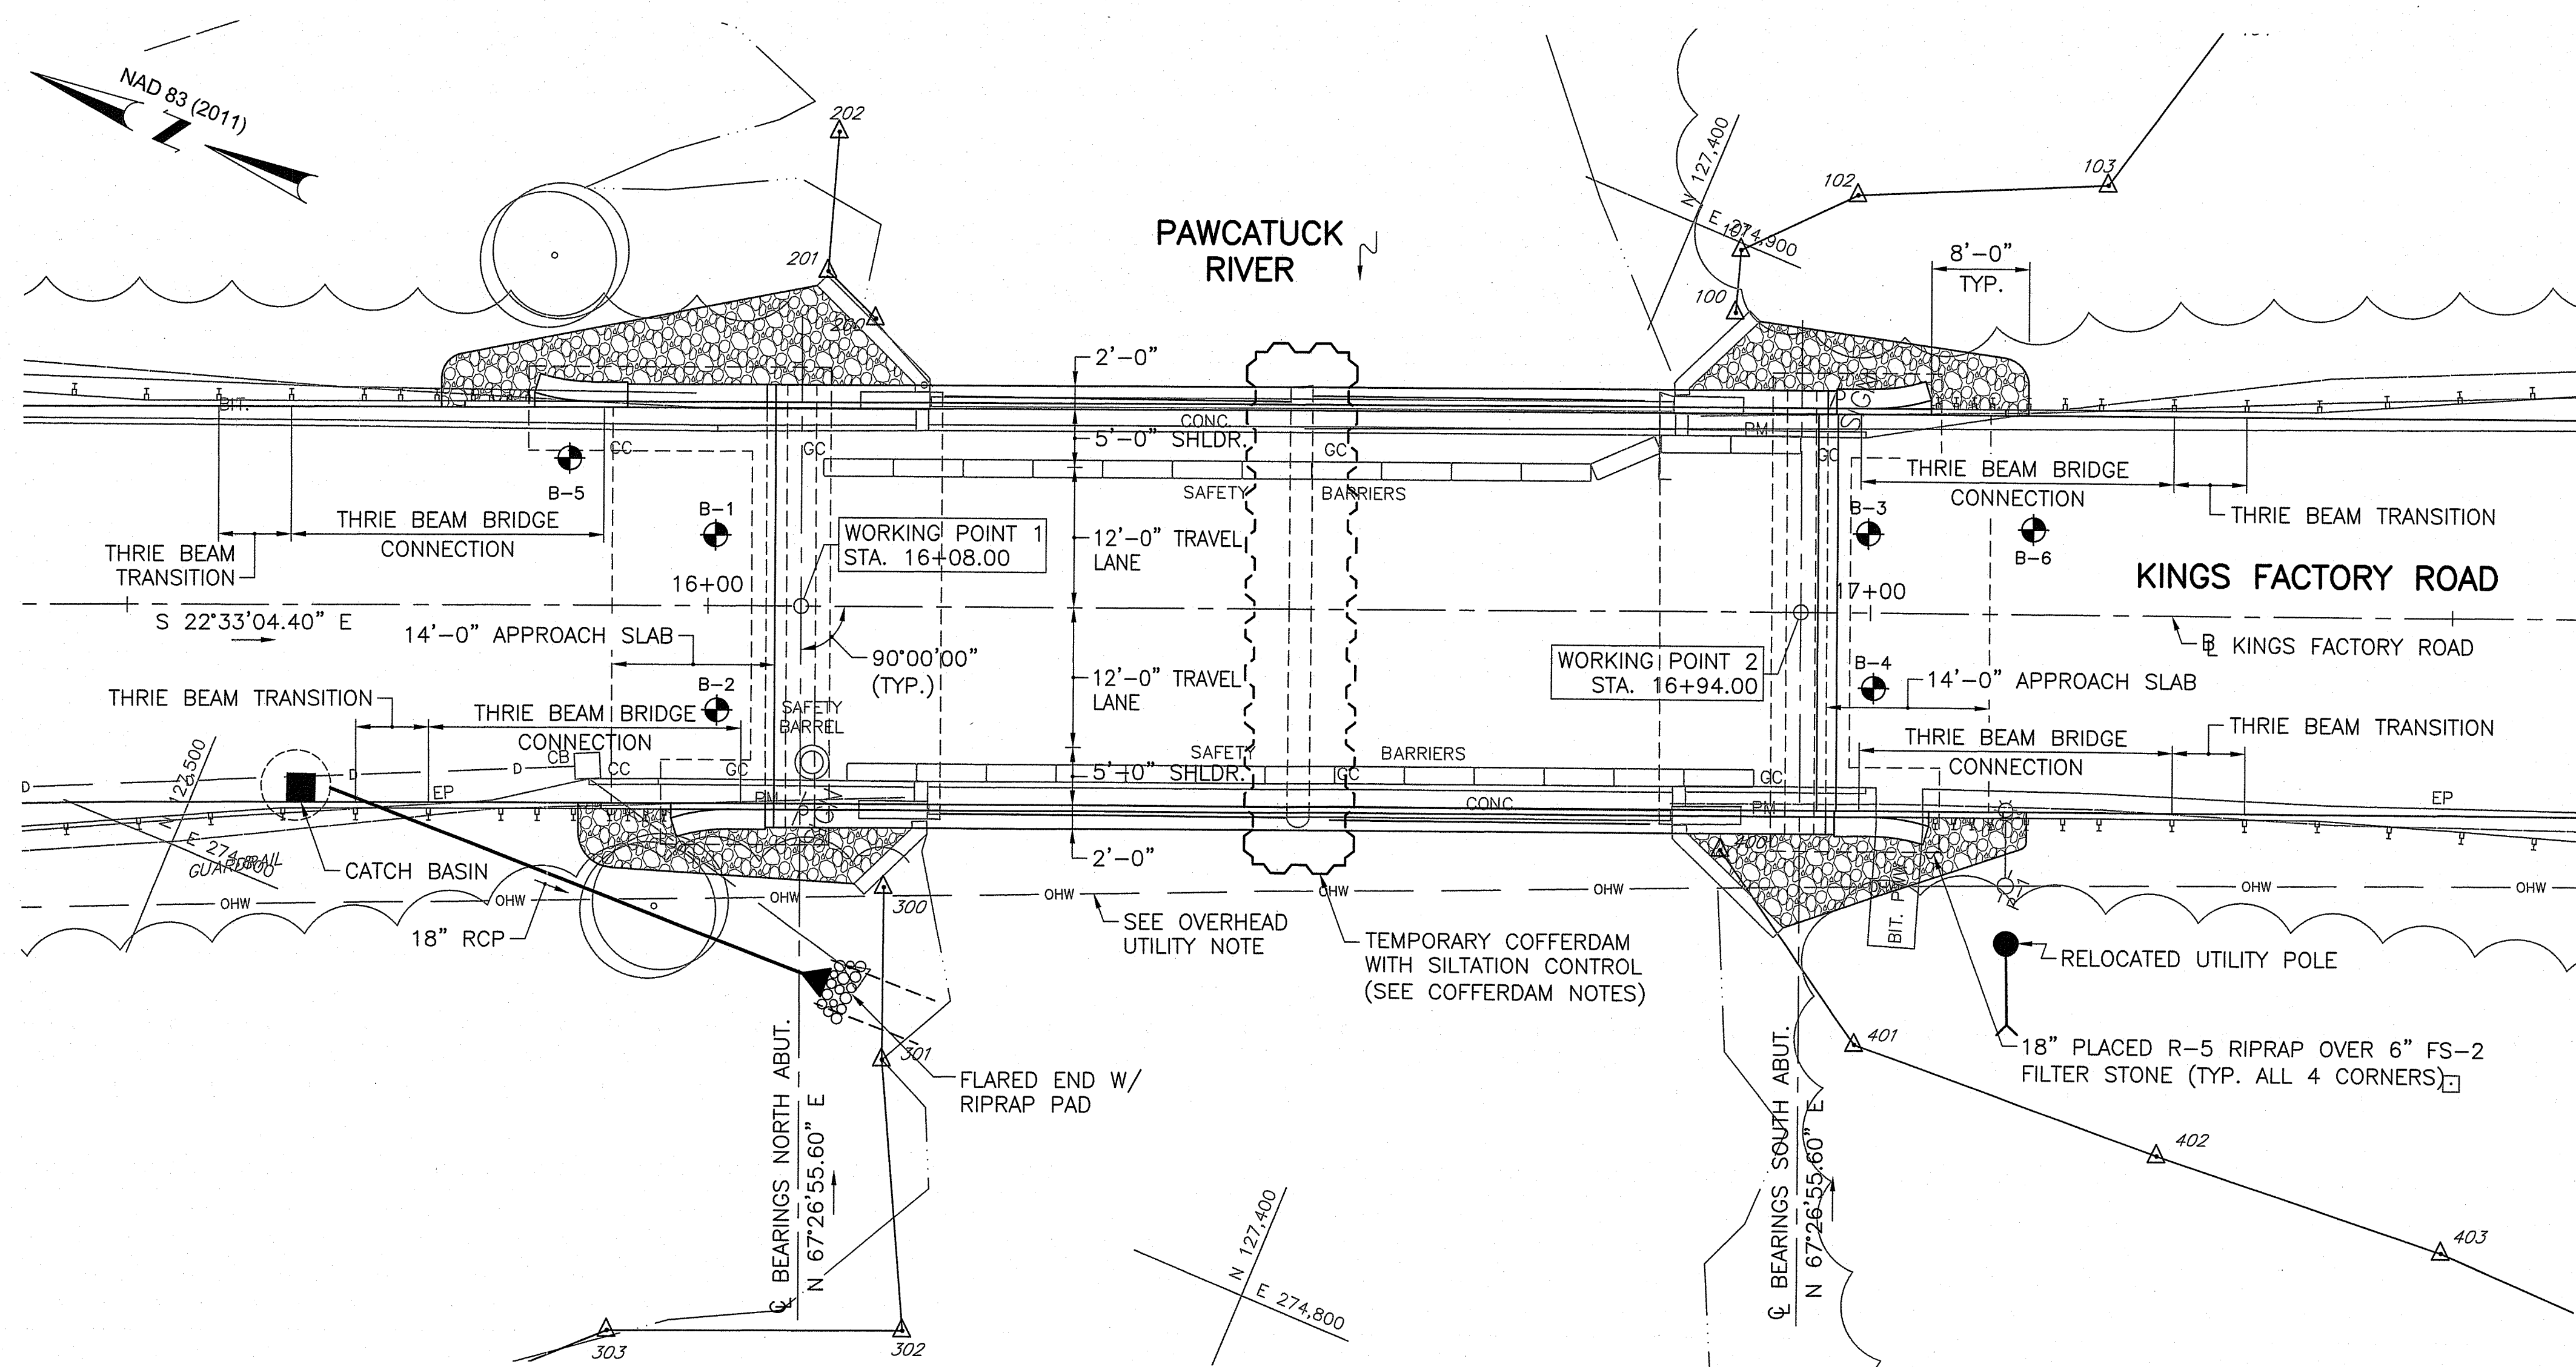 NAD 83 (2011)
202
201
200
PAWCATUCK
RIVER
N 127,400
E 274,900
102
103
100
8'-0"
TYP.
2'-0"
BIT.
CONC.
5'-0" SHLDR.
CC
GC
GC
PM
GC
SAFETY BARRIERS
B-5
B-1
B-3
B-6
THRIE BEAM BRIDGE
CONNECTION
THRIE BEAM
TRANSITION
WORKING POINT 1
STA. 16+08.00
12'-0" TRAVEL
LANE
THRIE BEAM BRIDGE
CONNECTION
THRIE BEAM TRANSITION
KINGS FACTORY ROAD
16+00
17+00
S 22°33'04.40" E
14'-0" APPROACH SLAB
90°00'00"
(TYP.)
12'-0" TRAVEL
LANE
WORKING POINT 2
STA. 16+94.00
B-4
14'-0" APPROACH SLAB
BL KINGS FACTORY ROAD
THRIE BEAM TRANSITION
B-2
THRIE BEAM BRIDGE
CONNECTION
SAFETY
BARREL
THRIE BEAM BRIDGE
CONNECTION
THRIE BEAM TRANSITION
D
D
D
CB
CC
GC
EP
PM
SAFETY BARRIERS
5'-0" SHLDR.
GC
GC
CONC.
PM
EP
2'-0"
400
E 274,800
GUARDRAIL
CATCH BASIN
OHW
OHW
OHW
OHW
OHW
OHW
OHW
OHW
18" RCP
300
SEE OVERHEAD
UTILITY NOTE
TEMPORARY COFFERDAM
WITH SILTATION CONTROL
(SEE COFFERDAM NOTES)
RELOCATED UTILITY POLE
301
401
18" PLACED R-5 RIPRAP OVER 6" FS-2
FILTER STONE (TYP. ALL 4 CORNERS)
FLARED END W/
RIPRAP PAD
CL BEARINGS NORTH ABUT.
N 67°26'55.60" E
CL BEARINGS SOUTH ABUT.
N 67°26'55.60" E
402
403
N 127,400
E 274,800
303
302